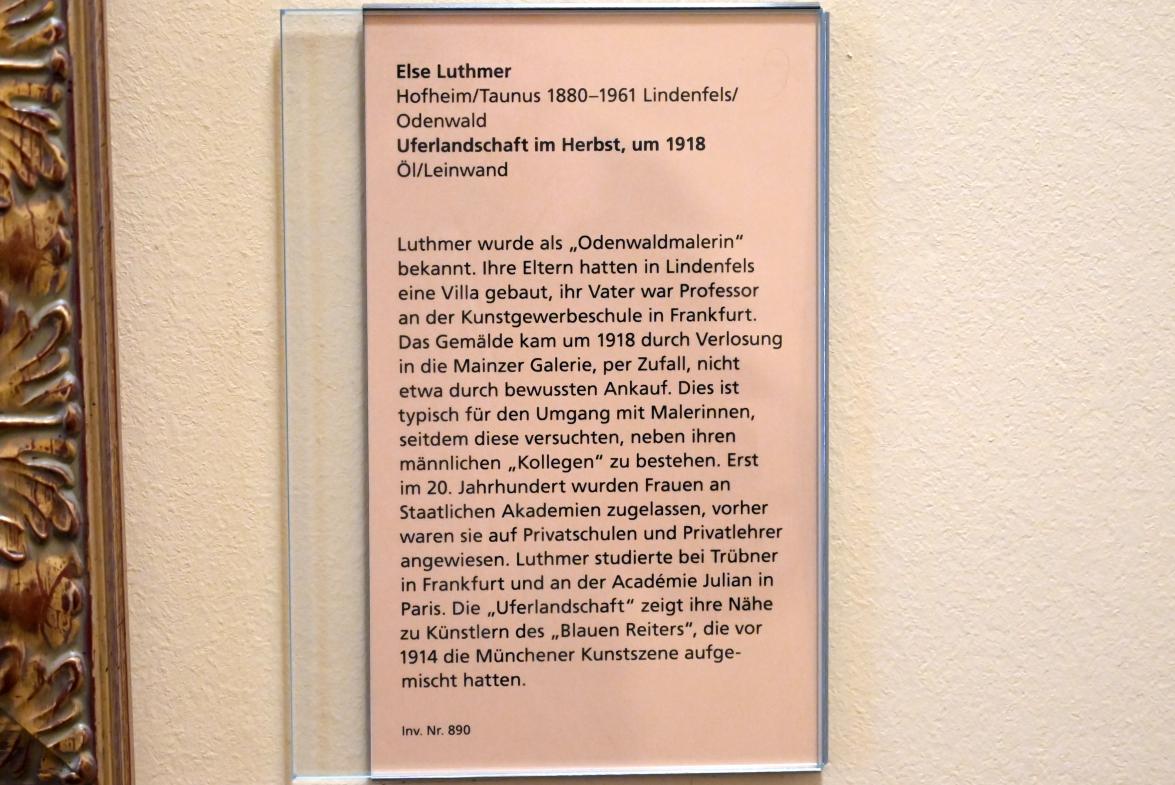 Else Luthmer
Hofheim/Taunus 1880–1961 Lindenfels/
Odenwald
Uferlandschaft im Herbst, um 1918
Öl/Leinwand
Luthmer wurde als „Odenwaldmalerin“
bekannt. Ihre Eltern hatten in Lindenfels
eine Villa gebaut, ihr Vater war Professor
an der Kunstgewerbeschule in Frankfurt.
Das Gemälde kam um 1918 durch Verlosung
in die Mainzer Galerie, per Zufall, nicht
etwa durch bewussten Ankauf. Dies ist
typisch für den Umgang mit Malerinnen,
seitdem diese versuchten, neben ihren
männlichen „Kollegen“ zu bestehen. Erst
im 20. Jahrhundert wurden Frauen an
Staatlichen Akademien zugelassen, vorher
waren sie auf Privatschulen und Privatlehrer
angewiesen. Luthmer studierte bei Trübner
in Frankfurt und an der Académie Julian in
Paris. Die „Uferlandschaft“ zeigt ihre Nähe
zu Künstlern des „Blauen Reiters“, die vor
1914 die Münchener Kunstszene aufge-
mischt hatten.
Inv. Nr. 890